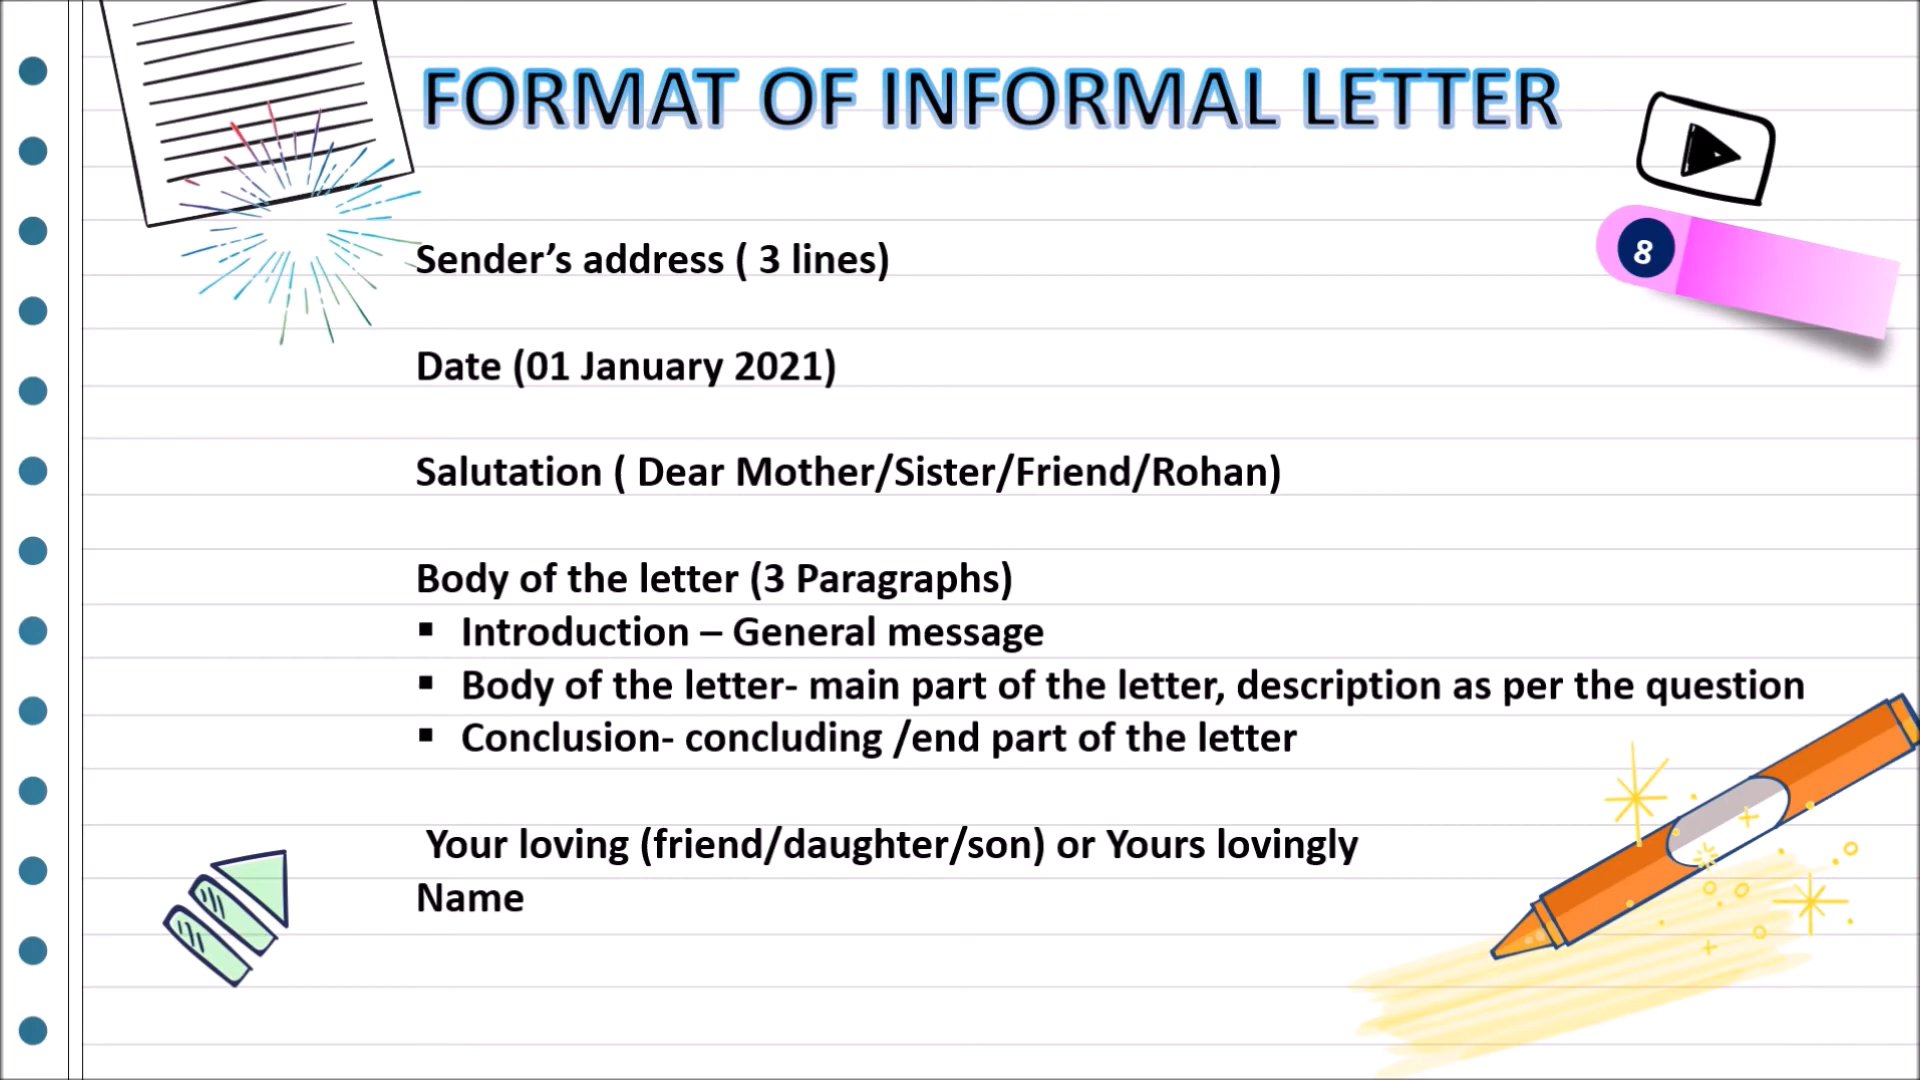 FORMAT OF INFORMAL LETTER
8
Sender’s address ( 3 lines)
Date (01 January 2021)
Salutation ( Dear Mother/Sister/Friend/Rohan)
Body of the letter (3 Paragraphs)
▪ Introduction – General message
▪ Body of the letter- main part of the letter, description as per the question
▪ Conclusion- concluding /end part of the letter
Your loving (friend/daughter/son) or Yours lovingly
Name